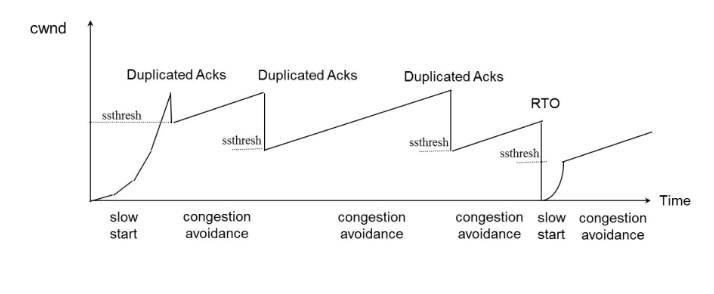 cwnd
Duplicated Acks
Duplicated Acks
Duplicated Acks
RTO
ssthresh
ssthresh
ssthresh
ssthresh
Time
slow
start
congestion
avoidance
congestion
avoidance
congestion
avoidance
slow
start
congestion
avoidance